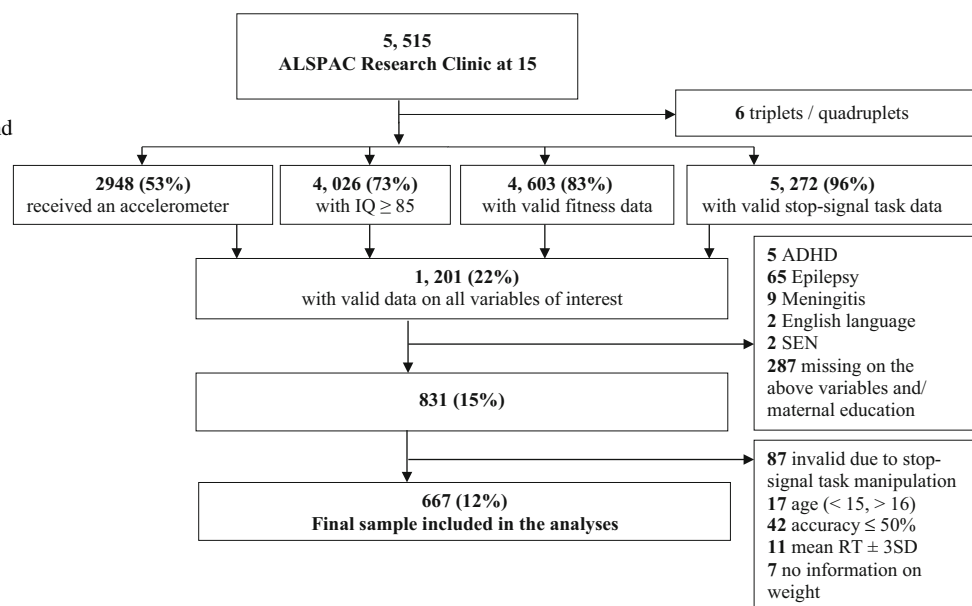 5, 515
ALSPAC Research Clinic at 15
nd
6 triplets / quadruplets
2948 (53%)
received an accelerometer
4, 026 (73%)
with IQ ≥ 85
4, 603 (83%)
with valid fitness data
5, 272 (96%)
with valid stop-signal task data
1, 201 (22%)
with valid data on all variables of interest
5 ADHD
65 Epilepsy
9 Meningitis
2 English language
2 SEN
287 missing on the
above variables and/
maternal education
831 (15%)
87 invalid due to stop-
signal task manipulation
17 age (< 15, > 16)
42 accuracy ≤ 50%
11 mean RT ± 3SD
7 no information on
weight
667 (12%)
Final sample included in the analyses